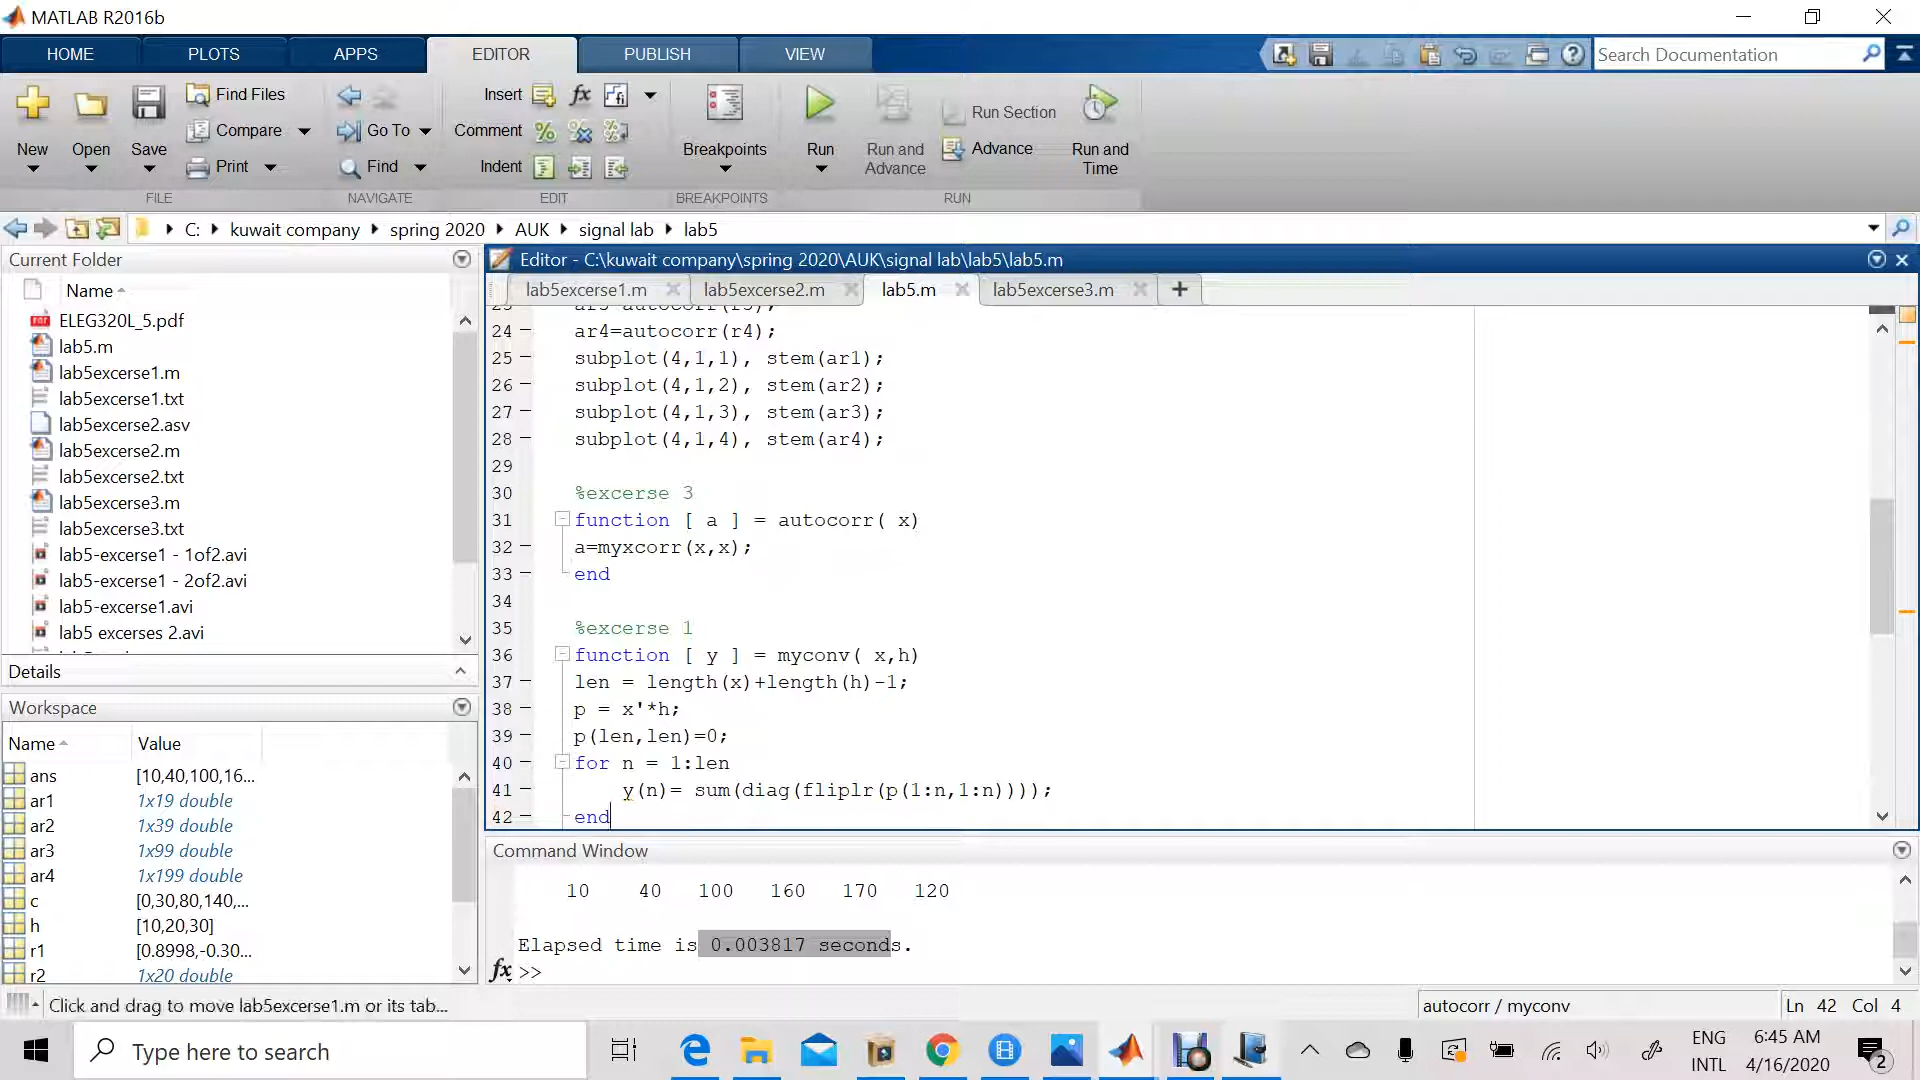 MATLAB R2016b
HOME PLOTS APPS EDITOR PUBLISH VIEW Search Documentation
New Open Save Find Files Compare Print FILE
Go To Find NAVIGATE
Insert fx Comment Indent EDIT
Breakpoints BREAKPOINTS
Run Run and Advance Run Section Advance Run and Time RUN
C: kuwait company spring 2020 AUK signal lab lab5
Current Folder
Name
ELEG320L_5.pdf
lab5.m
lab5excerse1.m
lab5excerse1.txt
lab5excerse2.asv
lab5excerse2.m
lab5excerse2.txt
lab5excerse3.m
lab5excerse3.txt
lab5-excerse1 - 1of2.avi
lab5-excerse1 - 2of2.avi
lab5-excerse1.avi
lab5 excerses 2.avi
Details
Workspace
Name Value
ans [10,40,100,16...
ar1 1x19 double
ar2 1x39 double
ar3 1x99 double
ar4 1x199 double
c [0,30,80,140,...
h [10,20,30]
r1 [0.8998,-0.30...
r2 1x20 double
Editor - C:\kuwait company\spring 2020\AUK\signal lab\lab5\lab5.m
lab5excerse1.m lab5excerse2.m lab5.m lab5excerse3.m +
24 ar4=autocorr(r4);
25 subplot(4,1,1), stem(ar1);
26 subplot(4,1,2), stem(ar2);
27 subplot(4,1,3), stem(ar3);
28 subplot(4,1,4), stem(ar4);
29
30 %excerse 3
31 function [ a ] = autocorr( x)
32 a=myxcorr(x,x);
33 end
34
35 %excerse 1
36 function [ y ] = myconv( x,h)
37 len = length(x)+length(h)-1;
38 p = x'*h;
39 p(len,len)=0;
40 for n = 1:len
41 y(n)= sum(diag(fliplr(p(1:n,1:n))));
42 end
Command Window
10 40 100 160 170 120
Elapsed time is 0.003817 seconds.
fx >>
Click and drag to move lab5excerse1.m or its tab...
autocorr / myconv Ln 42 Col 4
Type here to search
ENG INTL
6:45 AM
4/16/2020
2